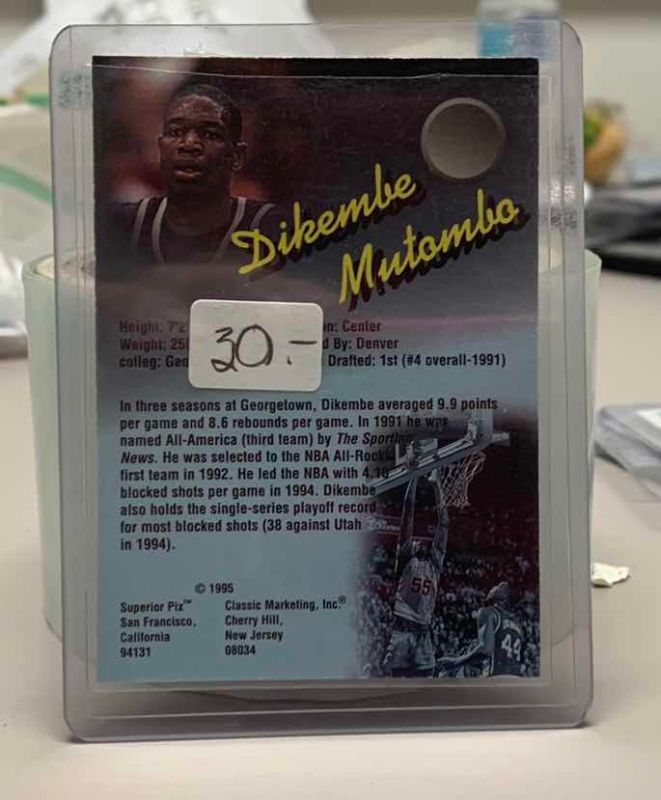 Dikembe
Mutombo
Height: 7'2 on: Center
Weight: 25 d By: Denver
colleg: Geo Drafted: 1st (#4 overall-1991)
30.-
In three seasons at Georgetown, Dikembe averaged 9.9 points
per game and 8.6 rebounds per game. In 1991 he was
named All-America (third team) by The Sporting
News. He was selected to the NBA All-Rookie
first team in 1992. He led the NBA with 4.10
blocked shots per game in 1994. Dikembe
also holds the single-series playoff record
for most blocked shots (38 against Utah
in 1994).
© 1995
Superior Pix™ Classic Marketing, Inc.®
San Francisco, Cherry Hill,
California New Jersey
94131 08034
55
44